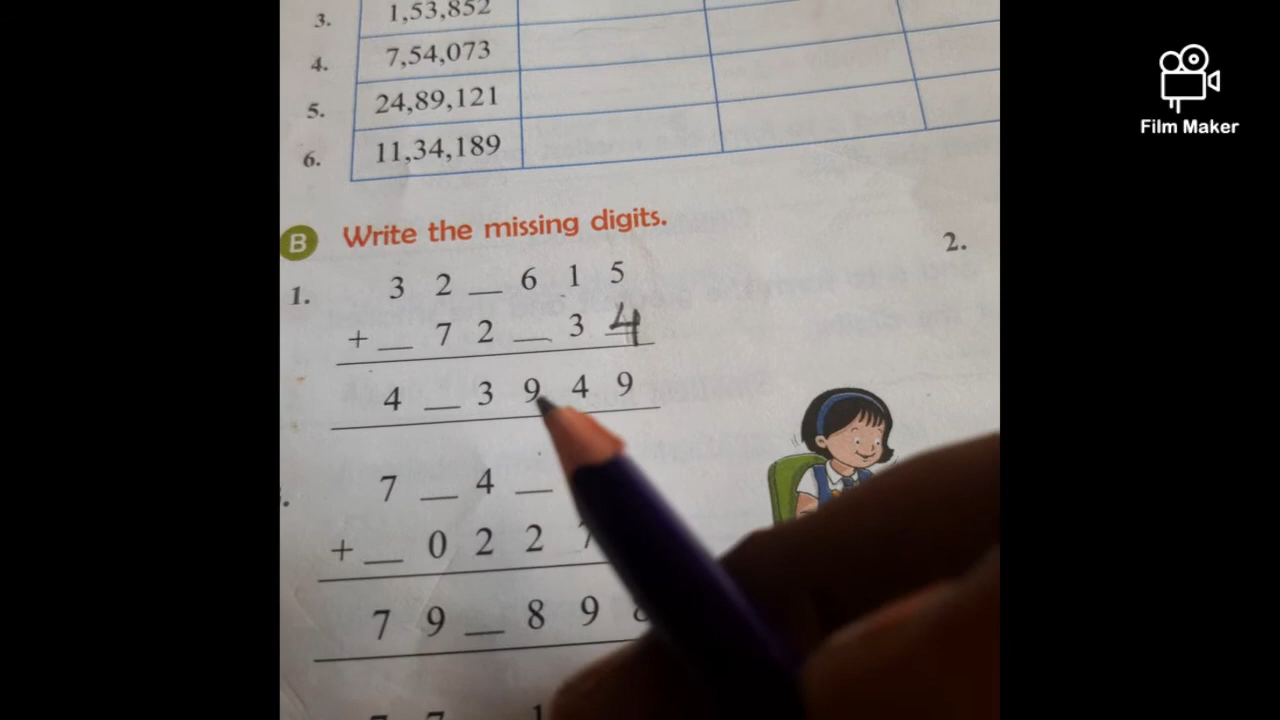 3. 1,53,852
4. 7,54,073
5. 24,89,121
6. 11,34,189
Film Maker
B Write the missing digits.
1. 3 2 _ 6 1 5
2.
+ _ 7 2 _ 3 4
4 _ 3 9 4 9
7 _ 4 _
+ _ 0 2 2 7
7 9 _ 8 9 8